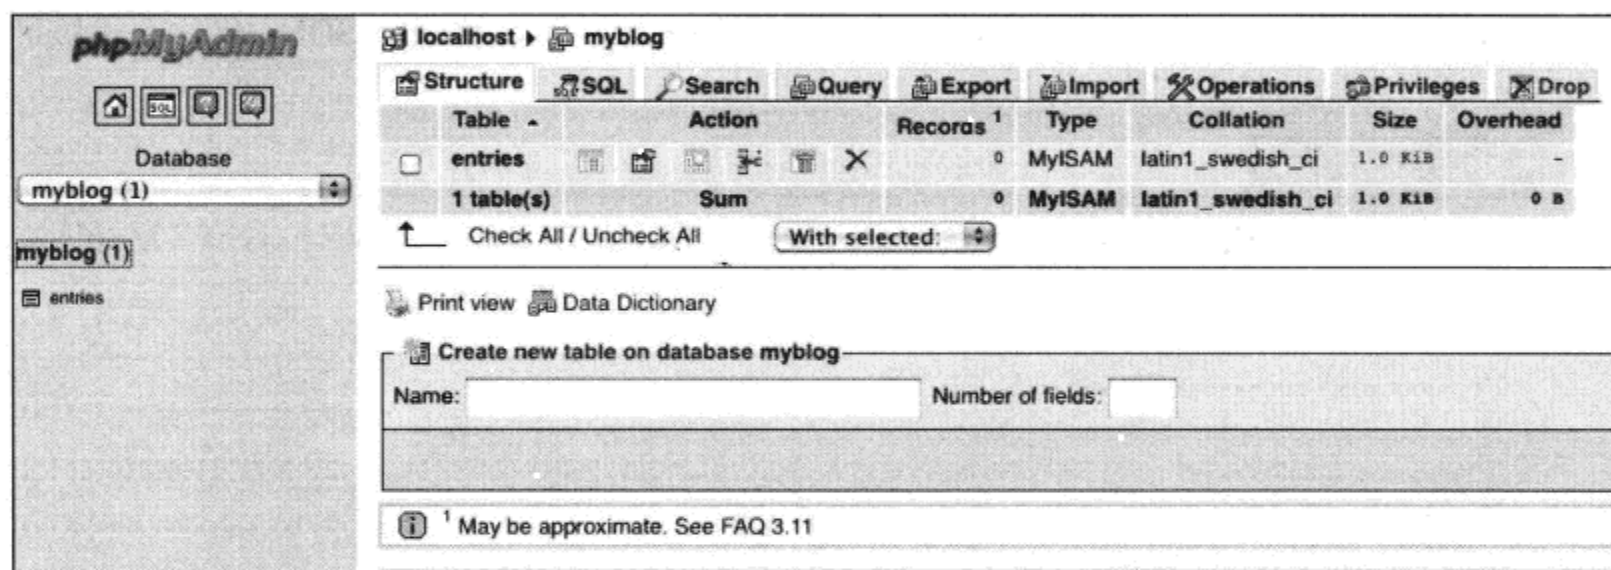 phpMyAdmin
SQL
Database
myblog (1)
myblog (1)
entries
localhost myblog
Structure SQL Search Query Export Import Operations Privileges Drop
Table Action Records 1 Type Collation Size Overhead
entries 0 MyISAM latin1_swedish_ci 1.0 KiB -
1 table(s) Sum 0 MyISAM latin1_swedish_ci 1.0 KiB 0 B
Check All / Uncheck All With selected:
Print view Data Dictionary
Create new table on database myblog
Name: Number of fields:
1 May be approximate. See FAQ 3.11